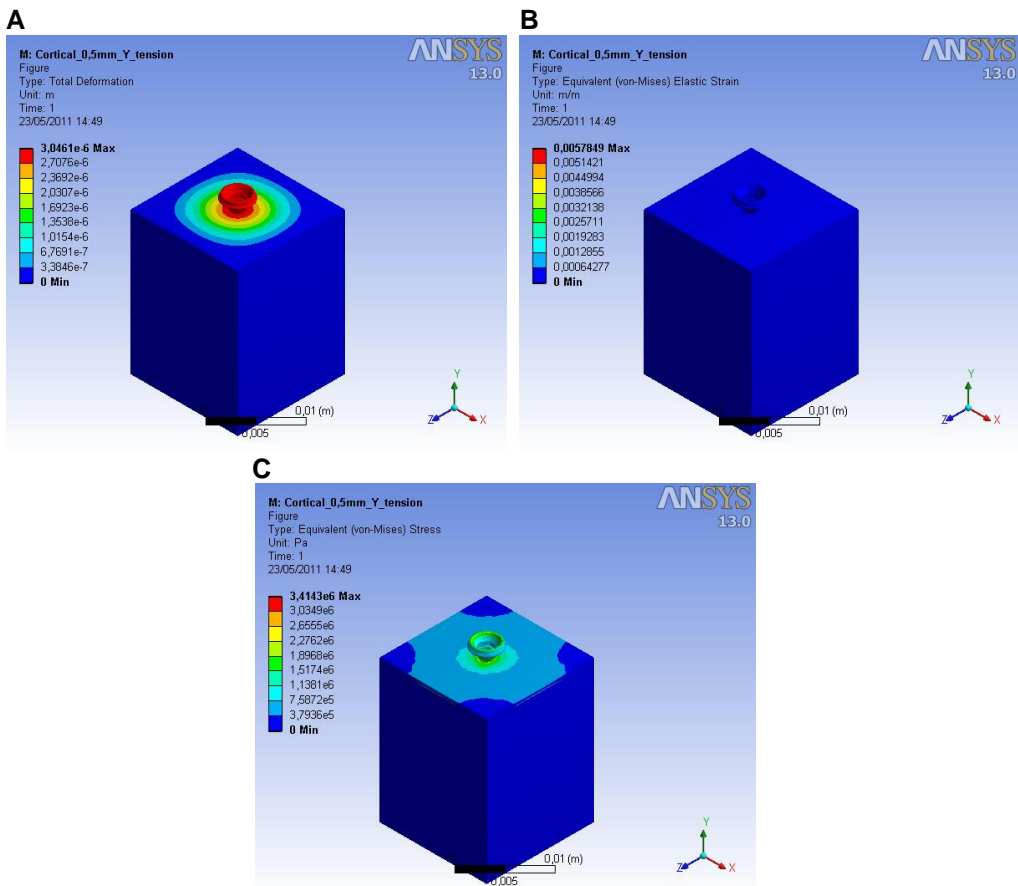 A
M: Cortical_0,5mm_Y_tension
Figure
Type: Total Deformation
Unit: m
Time: 1
23/05/2011 14:49
ANSYS
13.0
3,0461e-6 Max
2,7076e-6
2,3692e-6
2,0307e-6
1,6923e-6
1,3538e-6
1,0154e-6
6,7691e-7
3,3846e-7
0 Min
0,01 (m)
0,005
Y
Z
X
B
M: Cortical_0,5mm_Y_tension
Figure
Type: Equivalent (von-Mises) Elastic Strain
Unit: m/m
Time: 1
23/05/2011 14:49
ANSYS
13.0
0,0057849 Max
0,0051421
0,0044994
0,0038566
0,0032138
0,0025711
0,0019283
0,0012855
0,00064277
0 Min
0,01 (m)
0,005
Y
Z
X
C
M: Cortical_0,5mm_Y_tension
Figure
Type: Equivalent (von-Mises) Stress
Unit: Pa
Time: 1
23/05/2011 14:49
ANSYS
13.0
3,4143e6 Max
3,0349e6
2,6555e6
2,2762e6
1,8968e6
1,5174e6
1,1381e6
7,5872e5
3,7936e5
0 Min
0,01 (m)
0,005
Y
Z
X